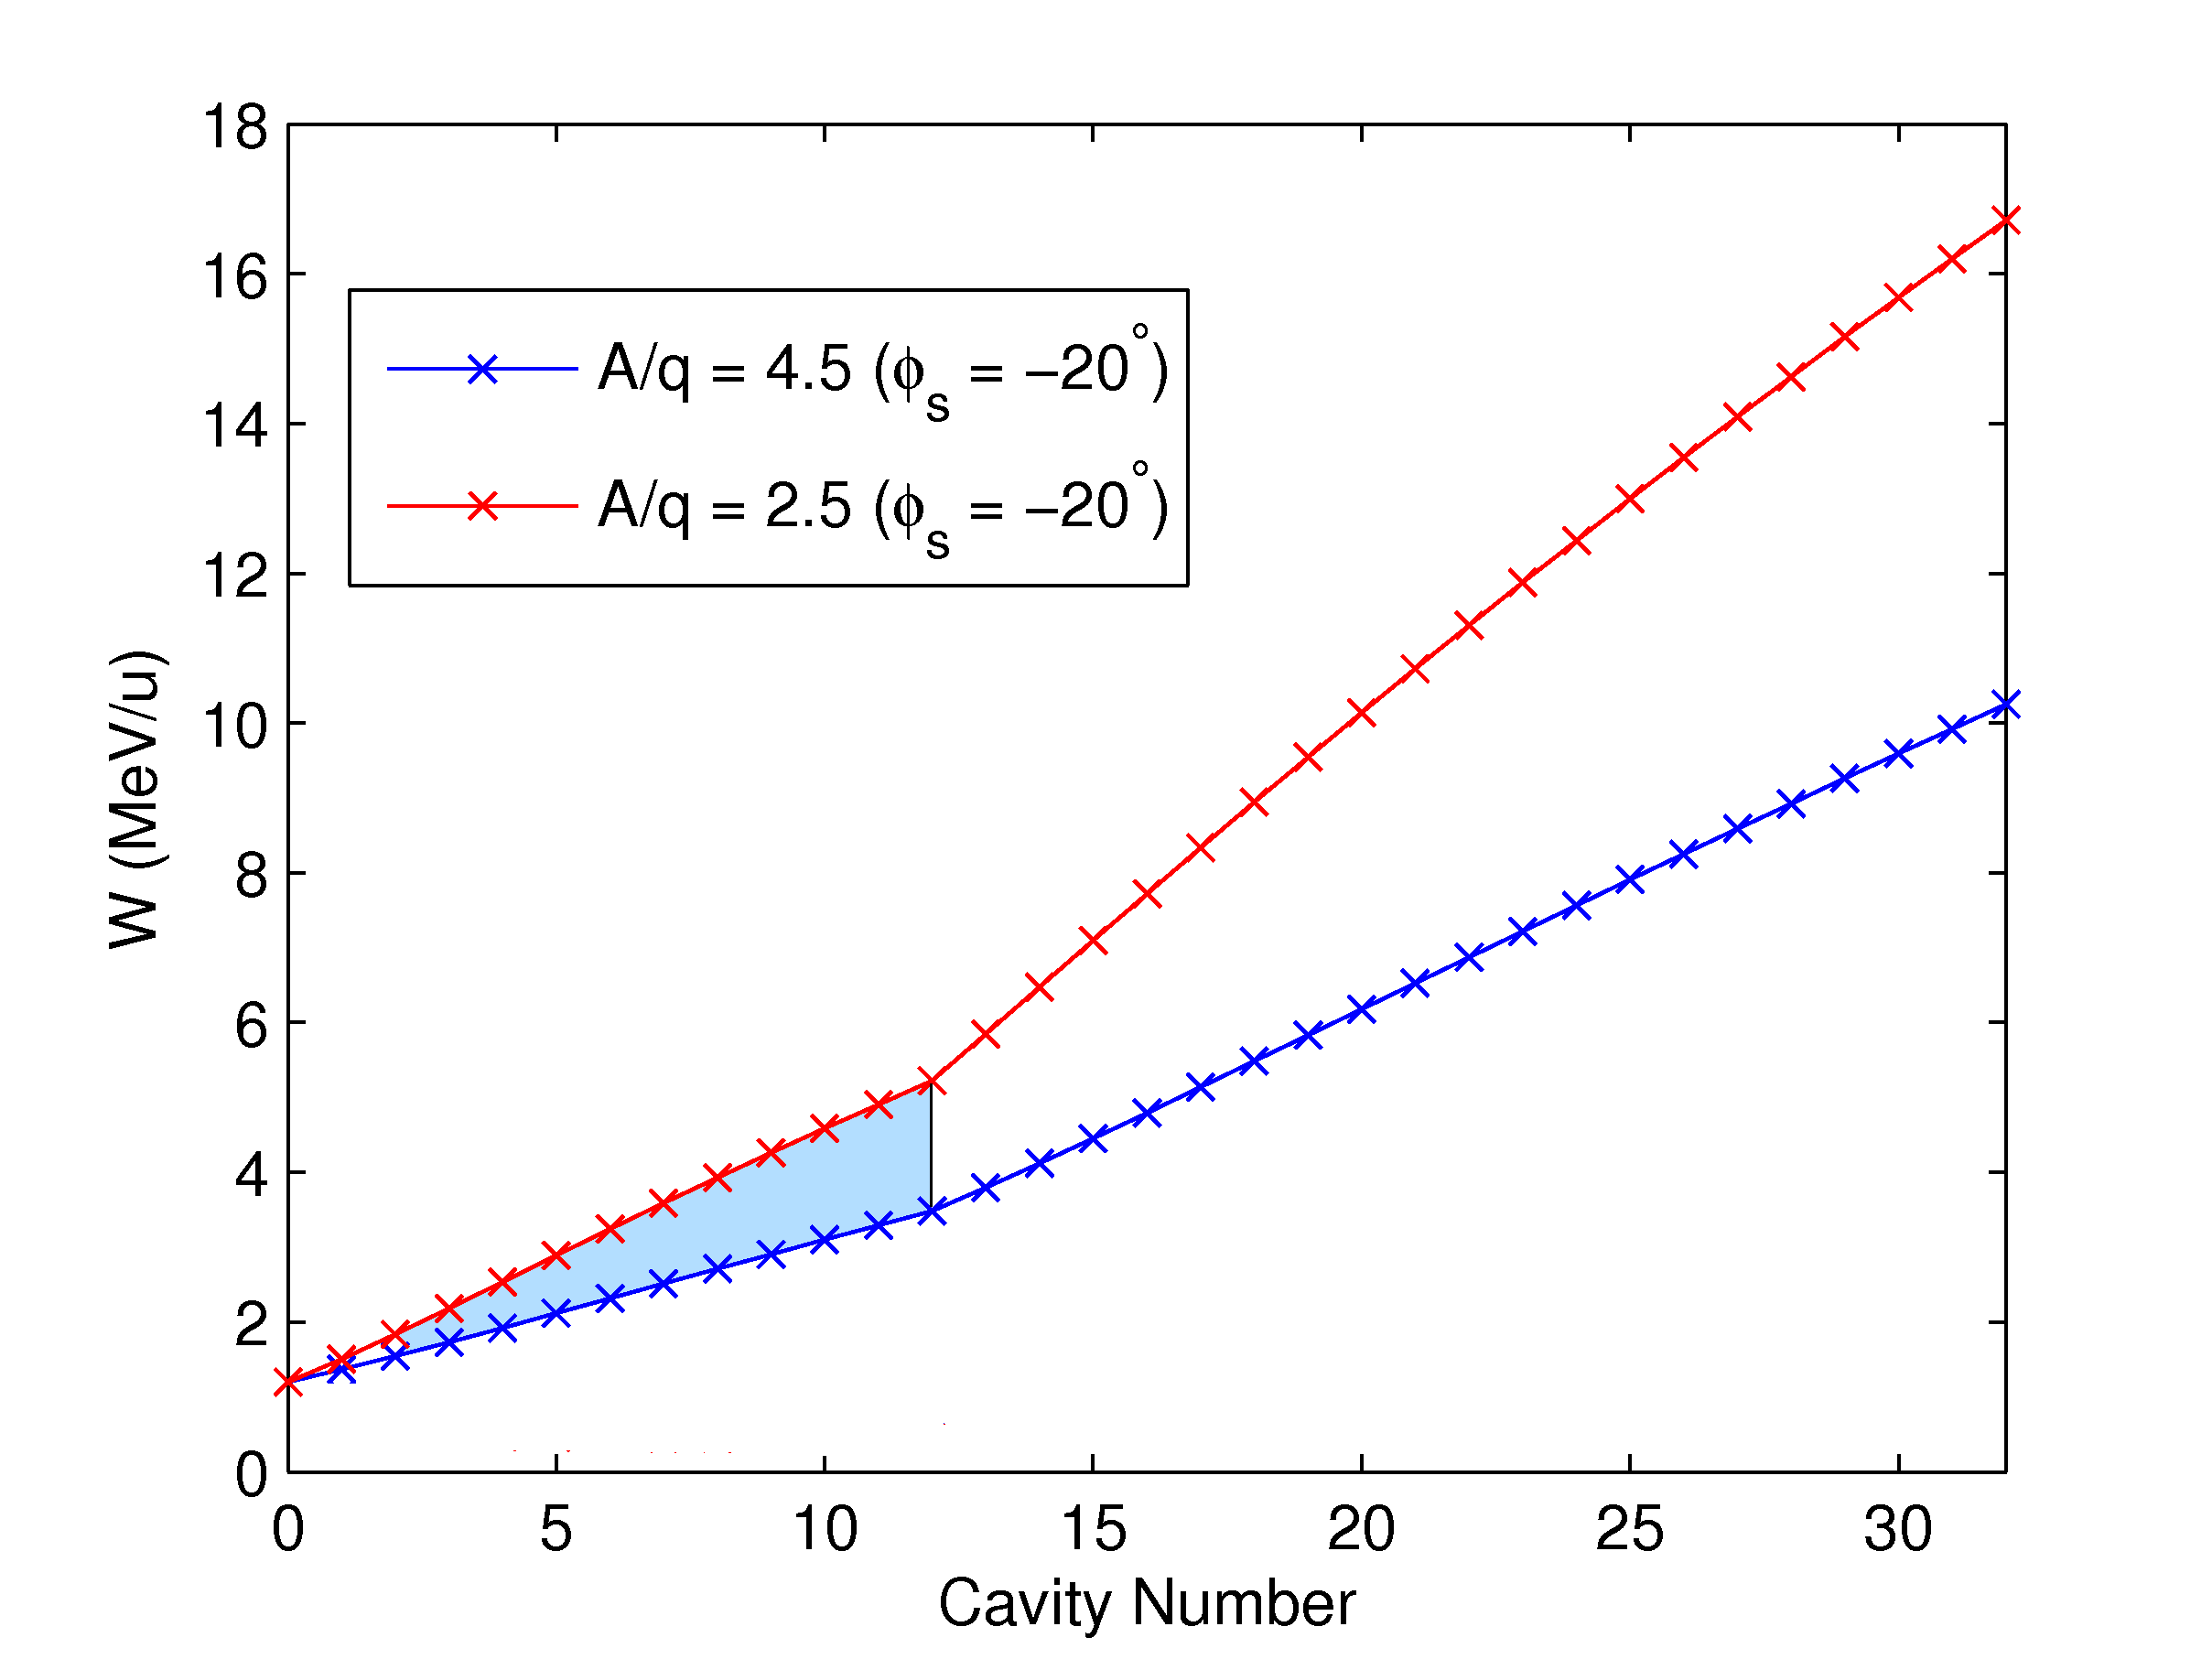 18
16
14
12
10
8
6
4
2
0
W (MeV/u)
A/q = 4.5 (ϕs = −20°)
A/q = 2.5 (ϕs = −20°)
0 5 10 15 20 25 30
Cavity Number